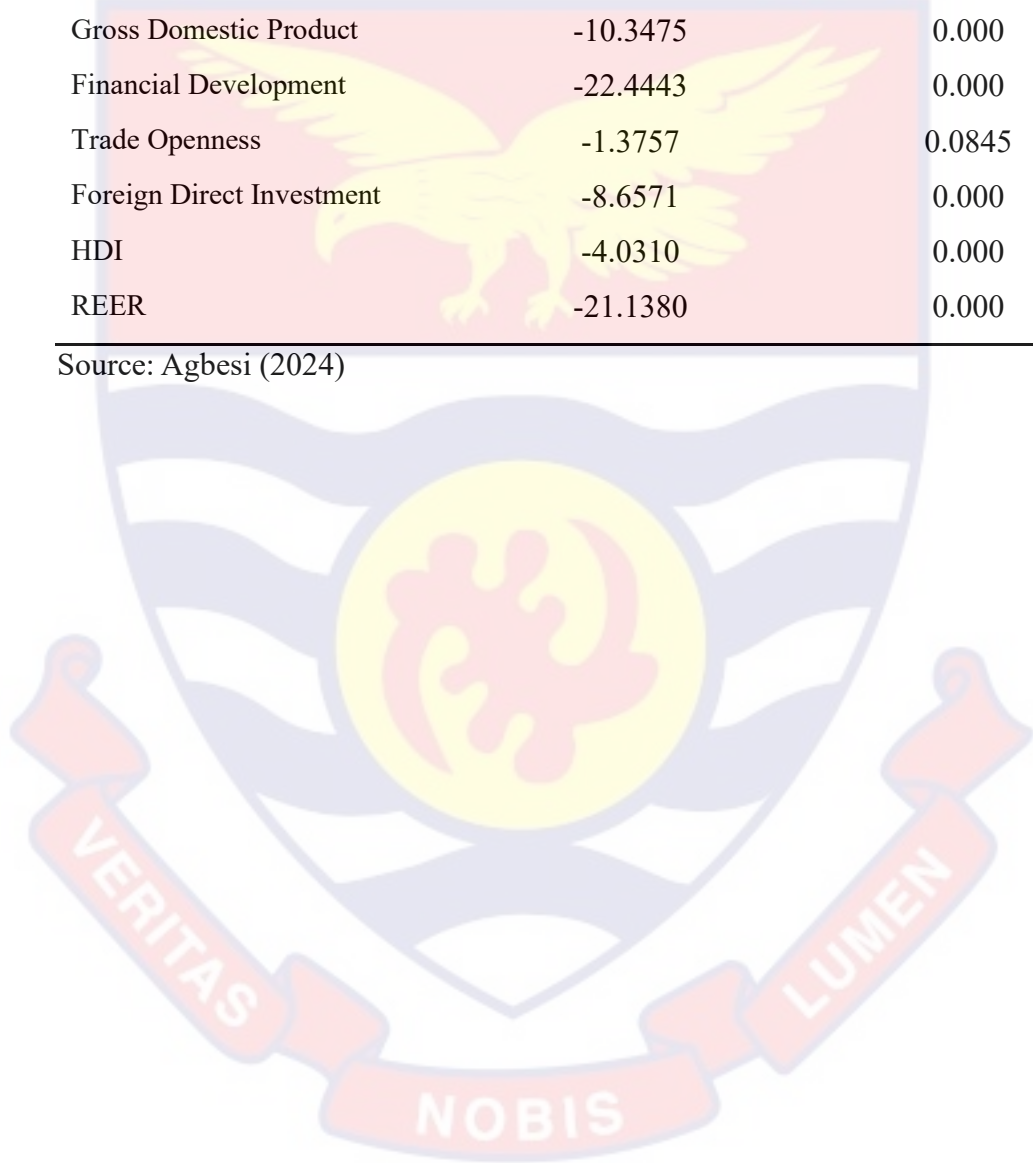 Gross Domestic Product -10.3475 0.000
Financial Development -22.4443 0.000
Trade Openness -1.3757 0.0845
Foreign Direct Investment -8.6571 0.000
HDI -4.0310 0.000
REER -21.1380 0.000
Source: Agbesi (2024)
VERITAS
NOBIS
LUMEN